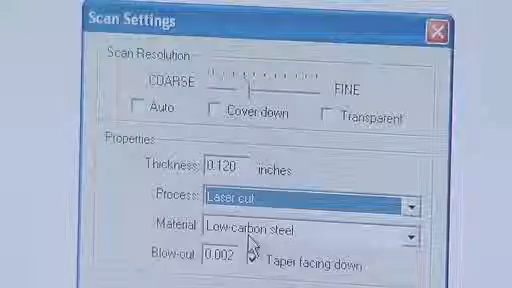 Scan Settings
Scan Resolution
COARSE FINE
Auto Cover down Transparent
Properties
Thickness: 0.120 inches
Process: Laser cut
Material: Low-carbon steel
Blow-out: 0.002 Taper facing down